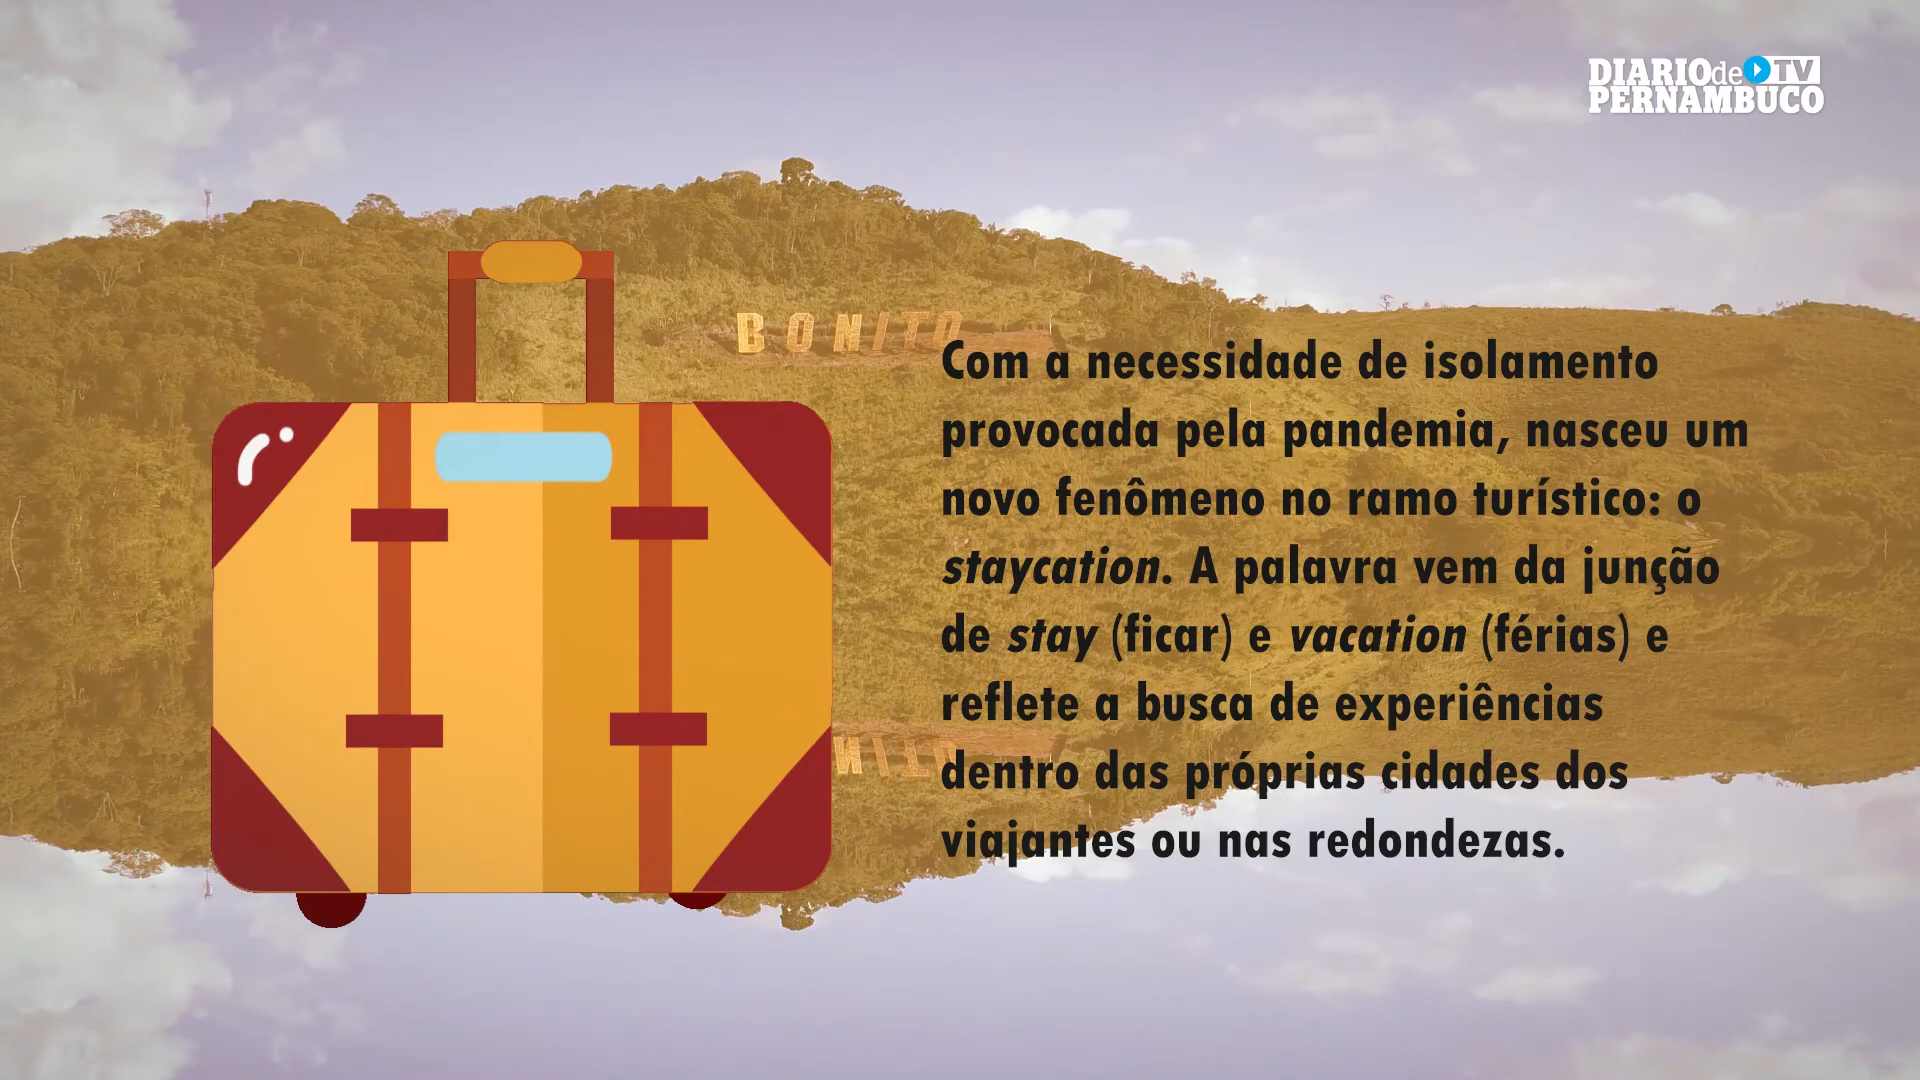 DIARIO de TV
PERNAMBUCO
BONITO
Com a necessidade de isolamento
provocada pela pandemia, nasceu um
novo fenômeno no ramo turístico: o
staycation. A palavra vem da junção
de stay (ficar) e vacation (férias) e
reflete a busca de experiências
dentro das próprias cidades dos
viajantes ou nas redondezas.